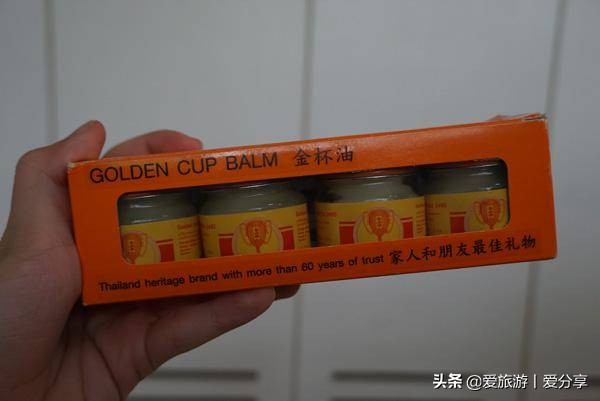 GOLDEN CUP BALM 金杯油
Thailand heritage brand with more than 60 years of trust 家人和朋友最佳礼物
头条 @爱旅游丨爱分享